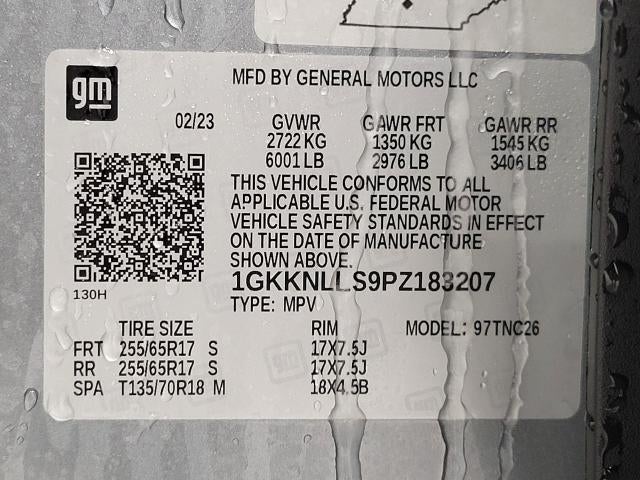 gm
MFD BY GENERAL MOTORS LLC
02/23 GVWR GAWR FRT GAWR RR
2722 KG 1350 KG 1545 KG
6001 LB 2976 LB 3406 LB
THIS VEHICLE CONFORMS TO ALL
APPLICABLE U.S. FEDERAL MOTOR
VEHICLE SAFETY STANDARDS IN EFFECT
ON THE DATE OF MANUFACTURE
SHOWN ABOVE.
1GKKNLLS9PZ183207
130H
TYPE: MPV
TIRE SIZE RIM MODEL: 97TNC26
FRT 255/65R17 S 17X7.5J
RR 255/65R17 S 17X7.5J
SPA T135/70R18 M 18X4.5B